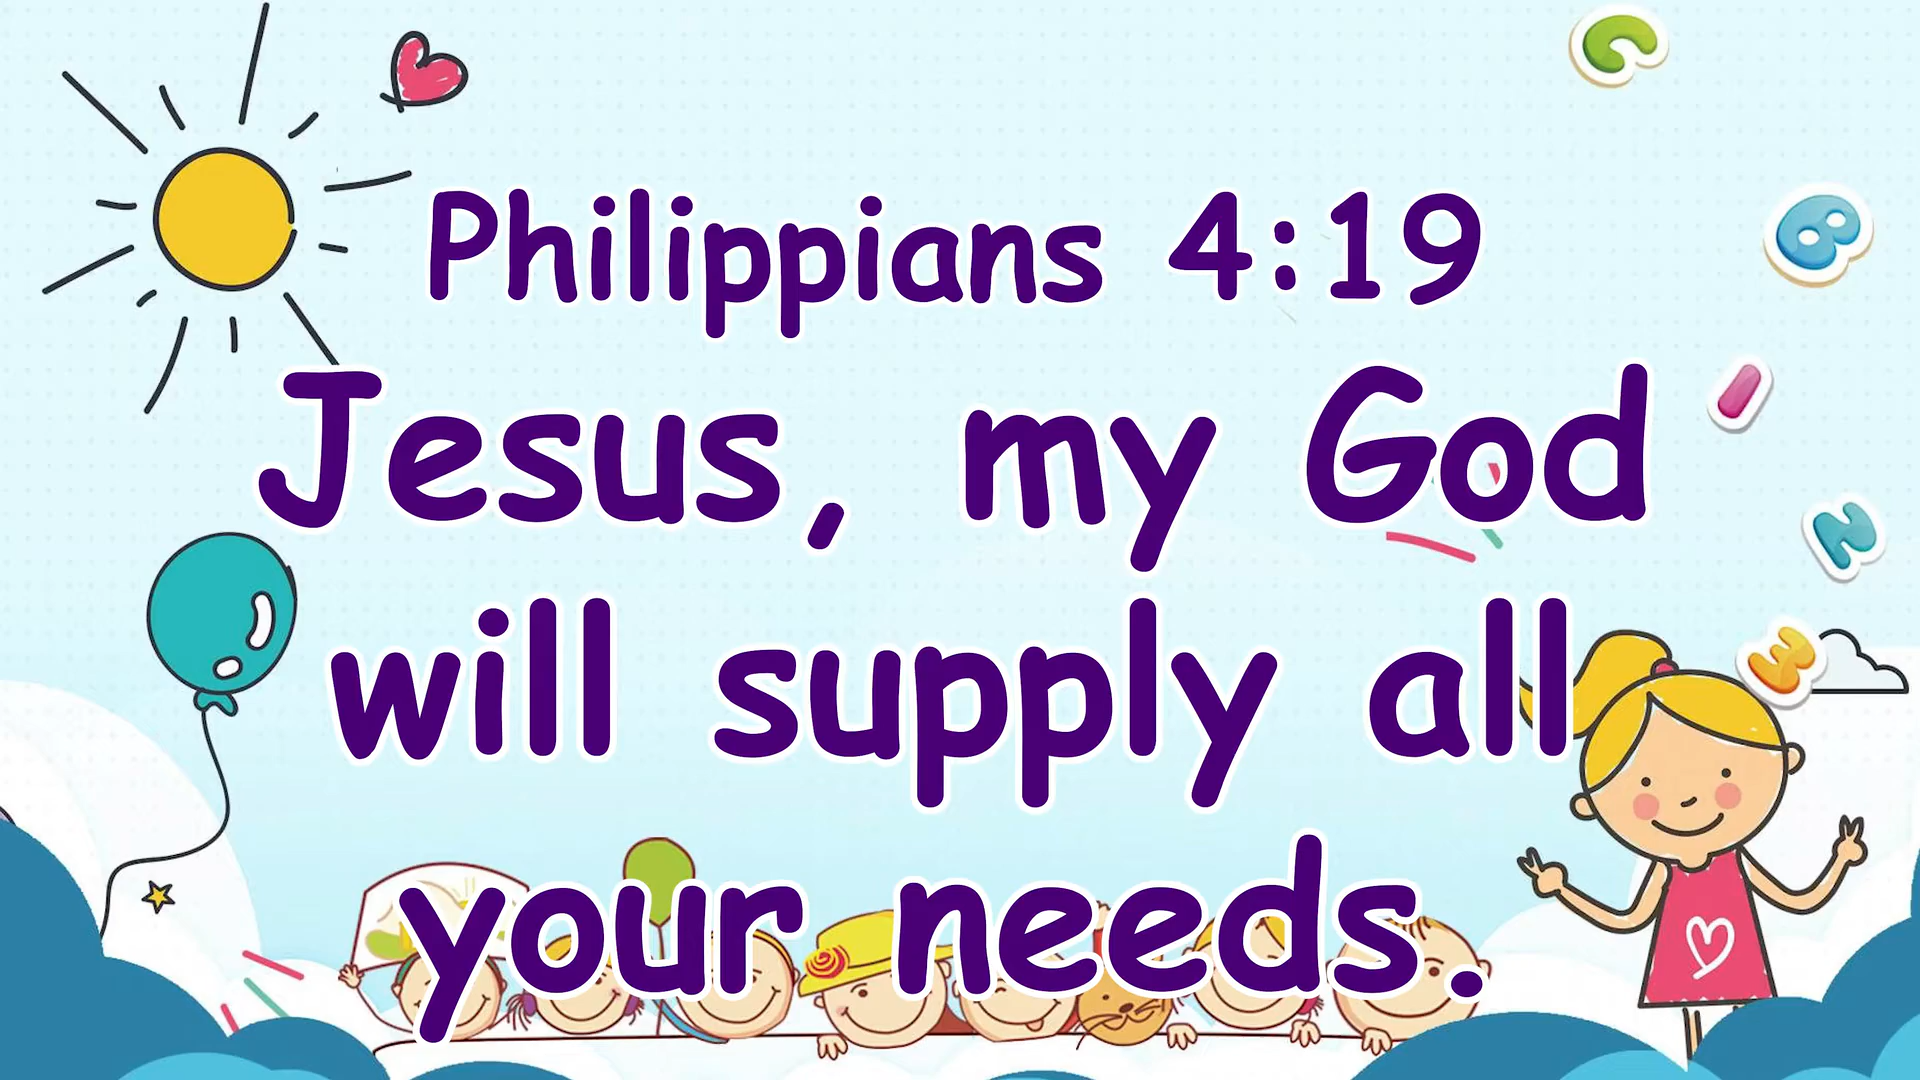 Philippians 4:19
Jesus, my God
will supply all
your needs.
C
B
I
N
E